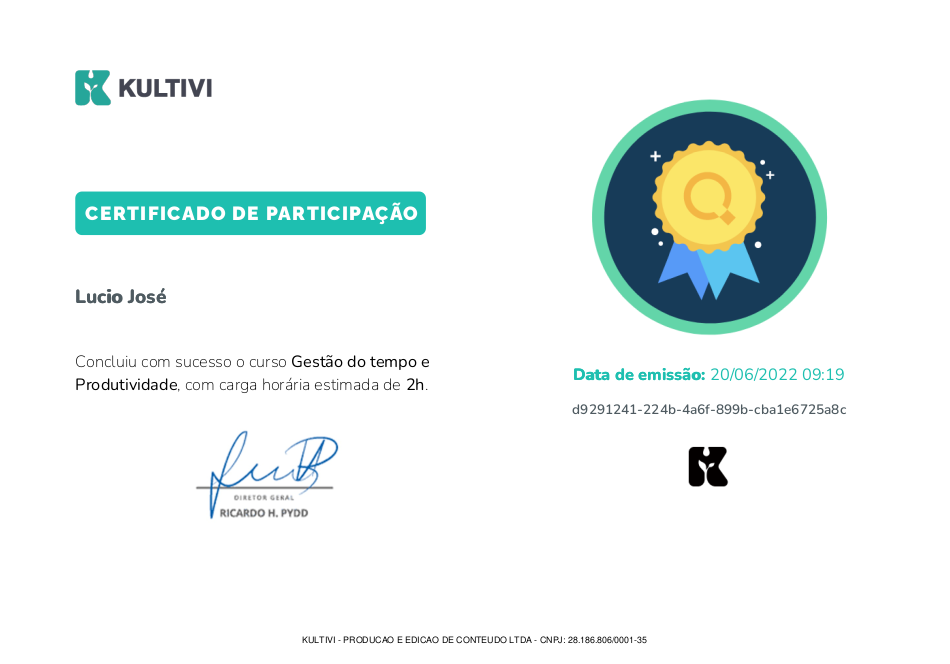 KULTIVI
CERTIFICADO DE PARTICIPAÇÃO
Lucio José
Concluiu com sucesso o curso Gestão do tempo e
Produtividade, com carga horária estimada de 2h.
DIRETOR GERAL
RICARDO H. PYDD
Data de emissão: 20/06/2022 09:19
d9291241-224b-4a6f-899b-cba1e6725a8c
KULTIVI - PRODUCAO E EDICAO DE CONTEUDO LTDA - CNPJ: 28.186.806/0001-35